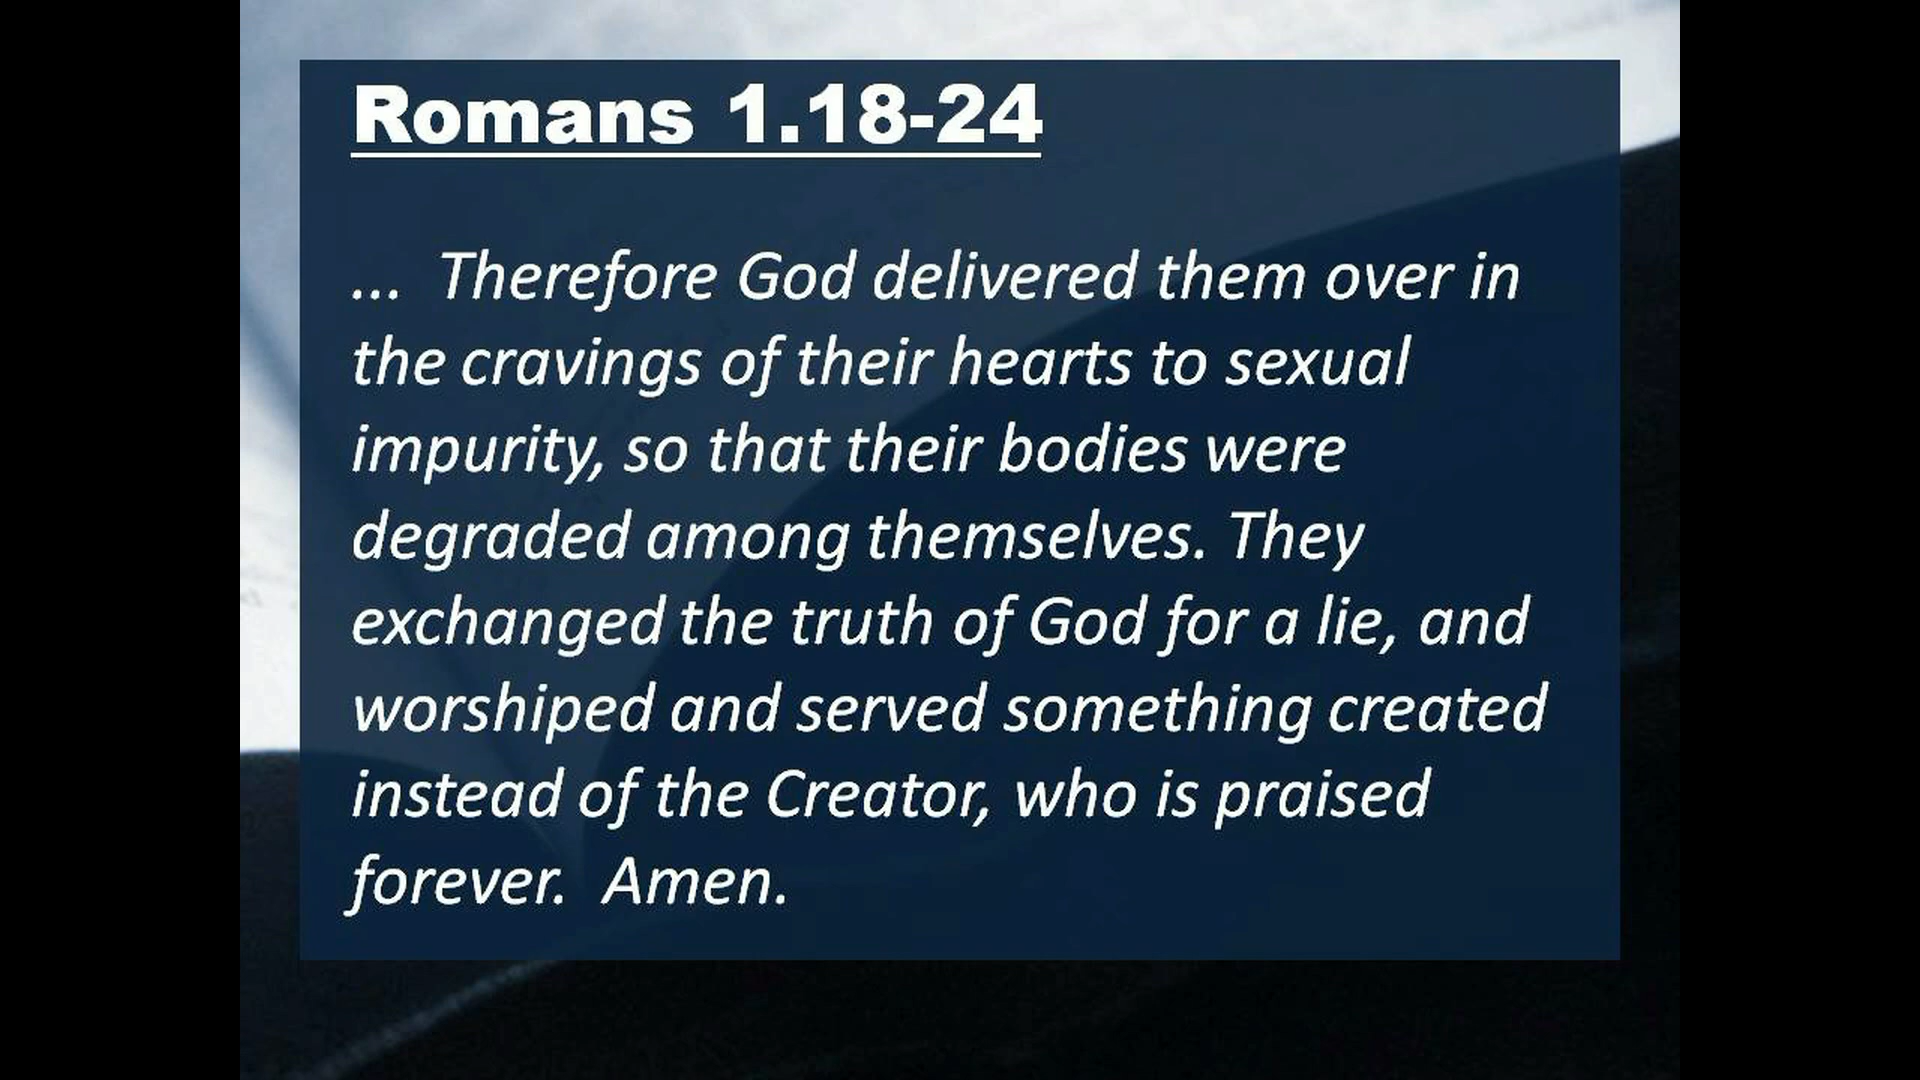 Romans 1.18-24
... Therefore God delivered them over in
the cravings of their hearts to sexual
impurity, so that their bodies were
degraded among themselves. They
exchanged the truth of God for a lie, and
worshiped and served something created
instead of the Creator, who is praised
forever. Amen.